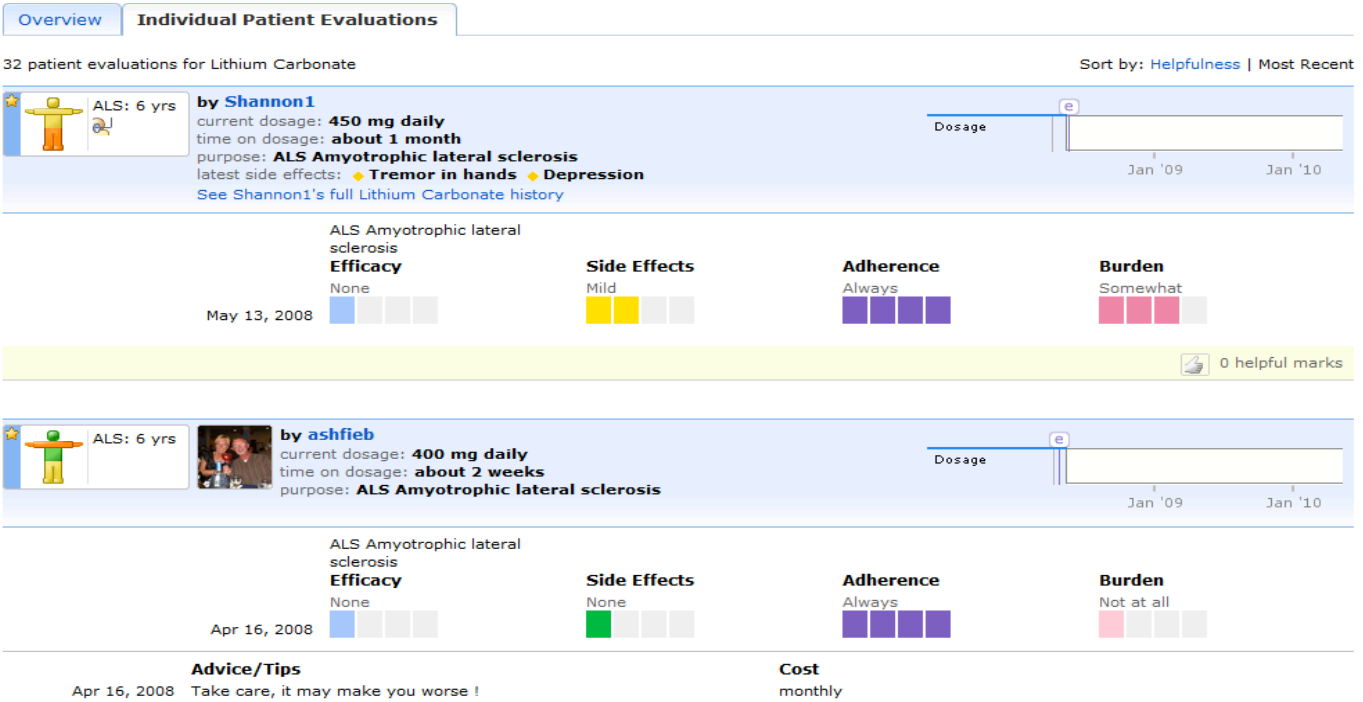 Overview Individual Patient Evaluations
32 patient evaluations for Lithium Carbonate Sort by: Helpfulness | Most Recent
ALS: 6 yrs
by Shannon1
current dosage: 450 mg daily
time on dosage: about 1 month
purpose: ALS Amyotrophic lateral sclerosis
latest side effects: Tremor in hands Depression
See Shannon1's full Lithium Carbonate history
e
Dosage
Jan '09 Jan '10
ALS Amyotrophic lateral
sclerosis
Efficacy Side Effects Adherence Burden
None Mild Always Somewhat
May 13, 2008
0 helpful marks
ALS: 6 yrs
by ashfieb
current dosage: 400 mg daily
time on dosage: about 2 weeks
purpose: ALS Amyotrophic lateral sclerosis
e
Dosage
Jan '09 Jan '10
ALS Amyotrophic lateral
sclerosis
Efficacy Side Effects Adherence Burden
None None Always Not at all
Apr 16, 2008
Advice/Tips Cost
Apr 16, 2008 Take care, it may make you worse ! monthly